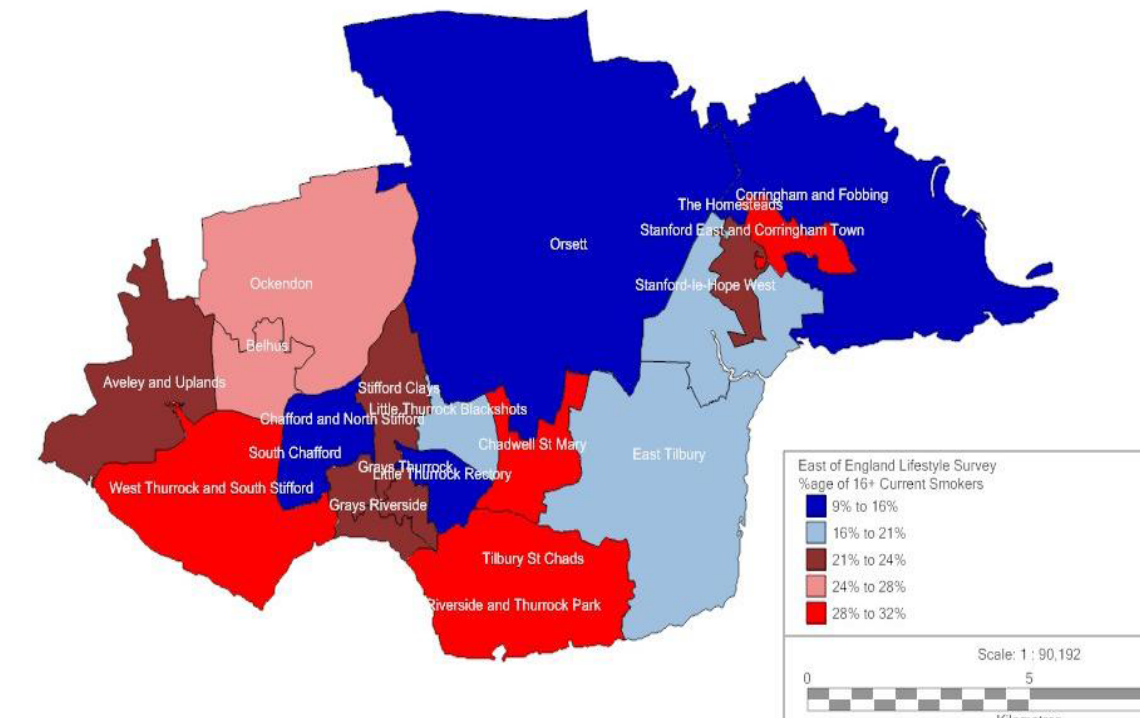 Corringham and Fobbing
The Homesteads
Stanford East and Corringham Town
Orsett
Stanford-le-Hope West
Ockendon
Belhus
Aveley and Uplands
Stifford Clays
Little Thurrock Blackshots
Chafford and North Stifford
Chadwell St Mary
South Chafford
East Tilbury
Grays Thurrock
Little Thurrock Rectory
West Thurrock and South Stifford
Grays Riverside
Tilbury St Chads
Riverside and Thurrock Park
East of England Lifestyle Survey
%age of 16+ Current Smokers
9% to 16%
16% to 21%
21% to 24%
24% to 28%
28% to 32%
Scale: 1 : 90,192
0 5